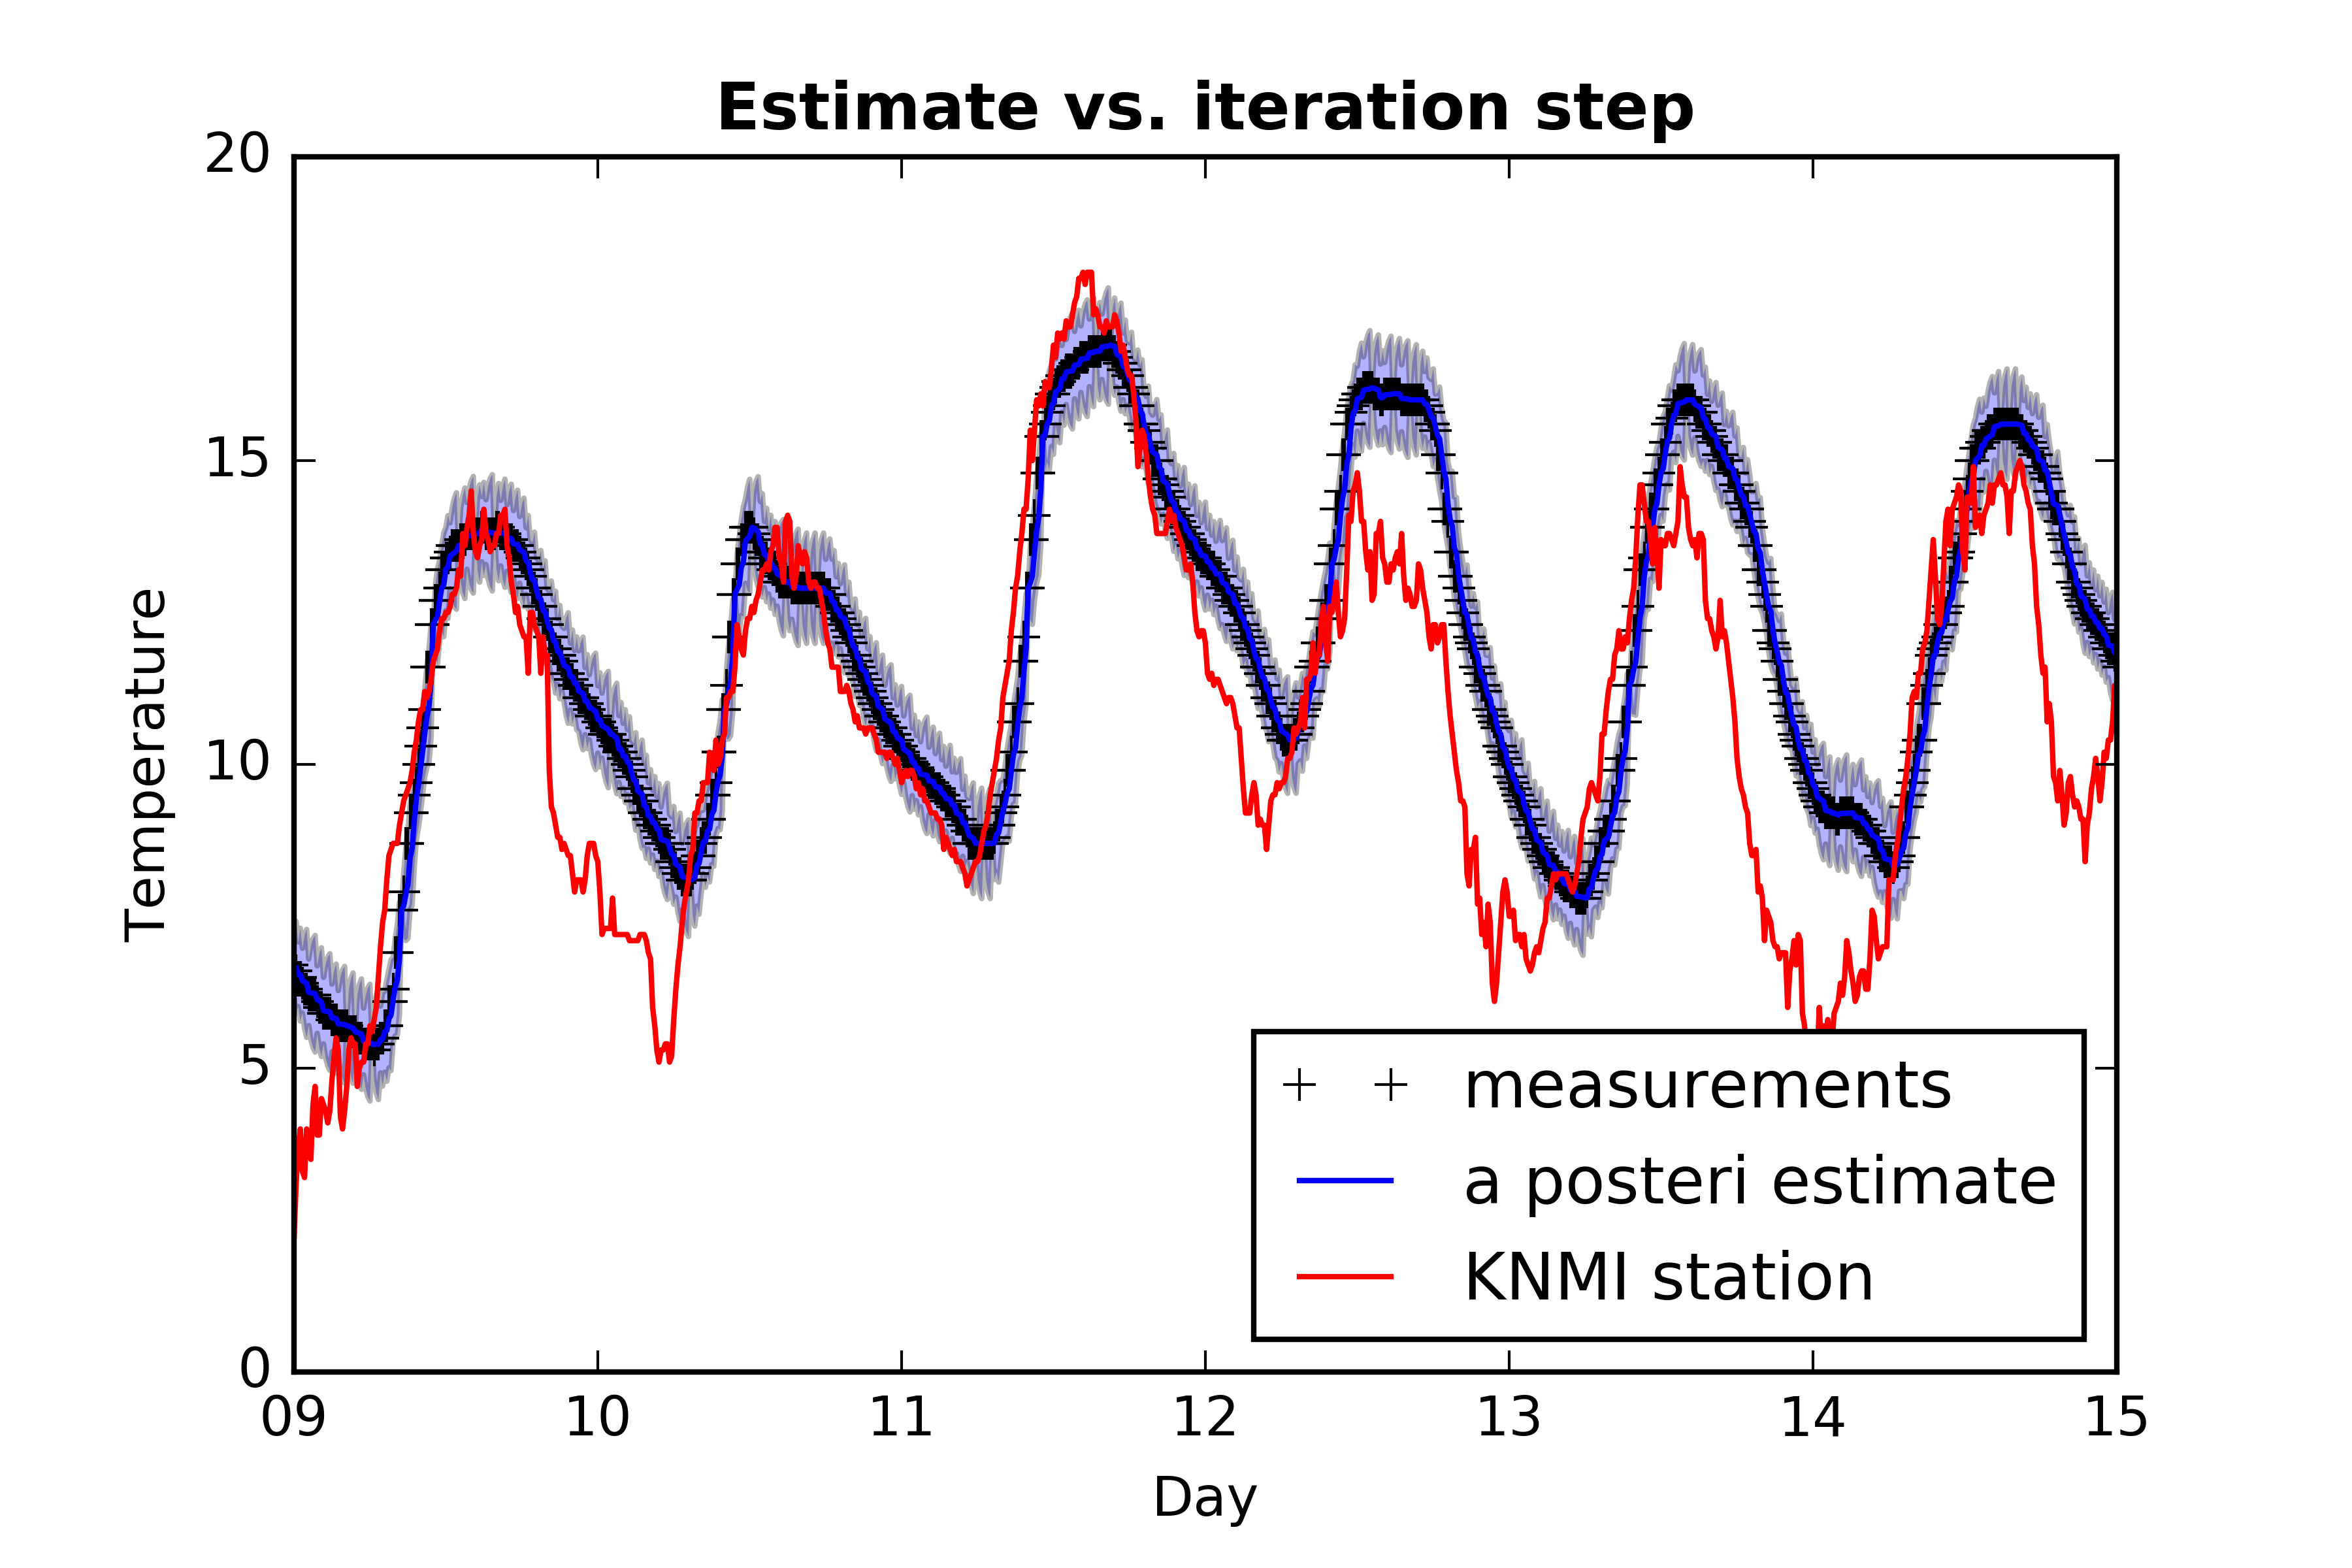 Estimate vs. iteration step
20
15
10
5
0
Temperature
09 10 11 12 13 14 15
Day
measurements
a posteri estimate
KNMI station